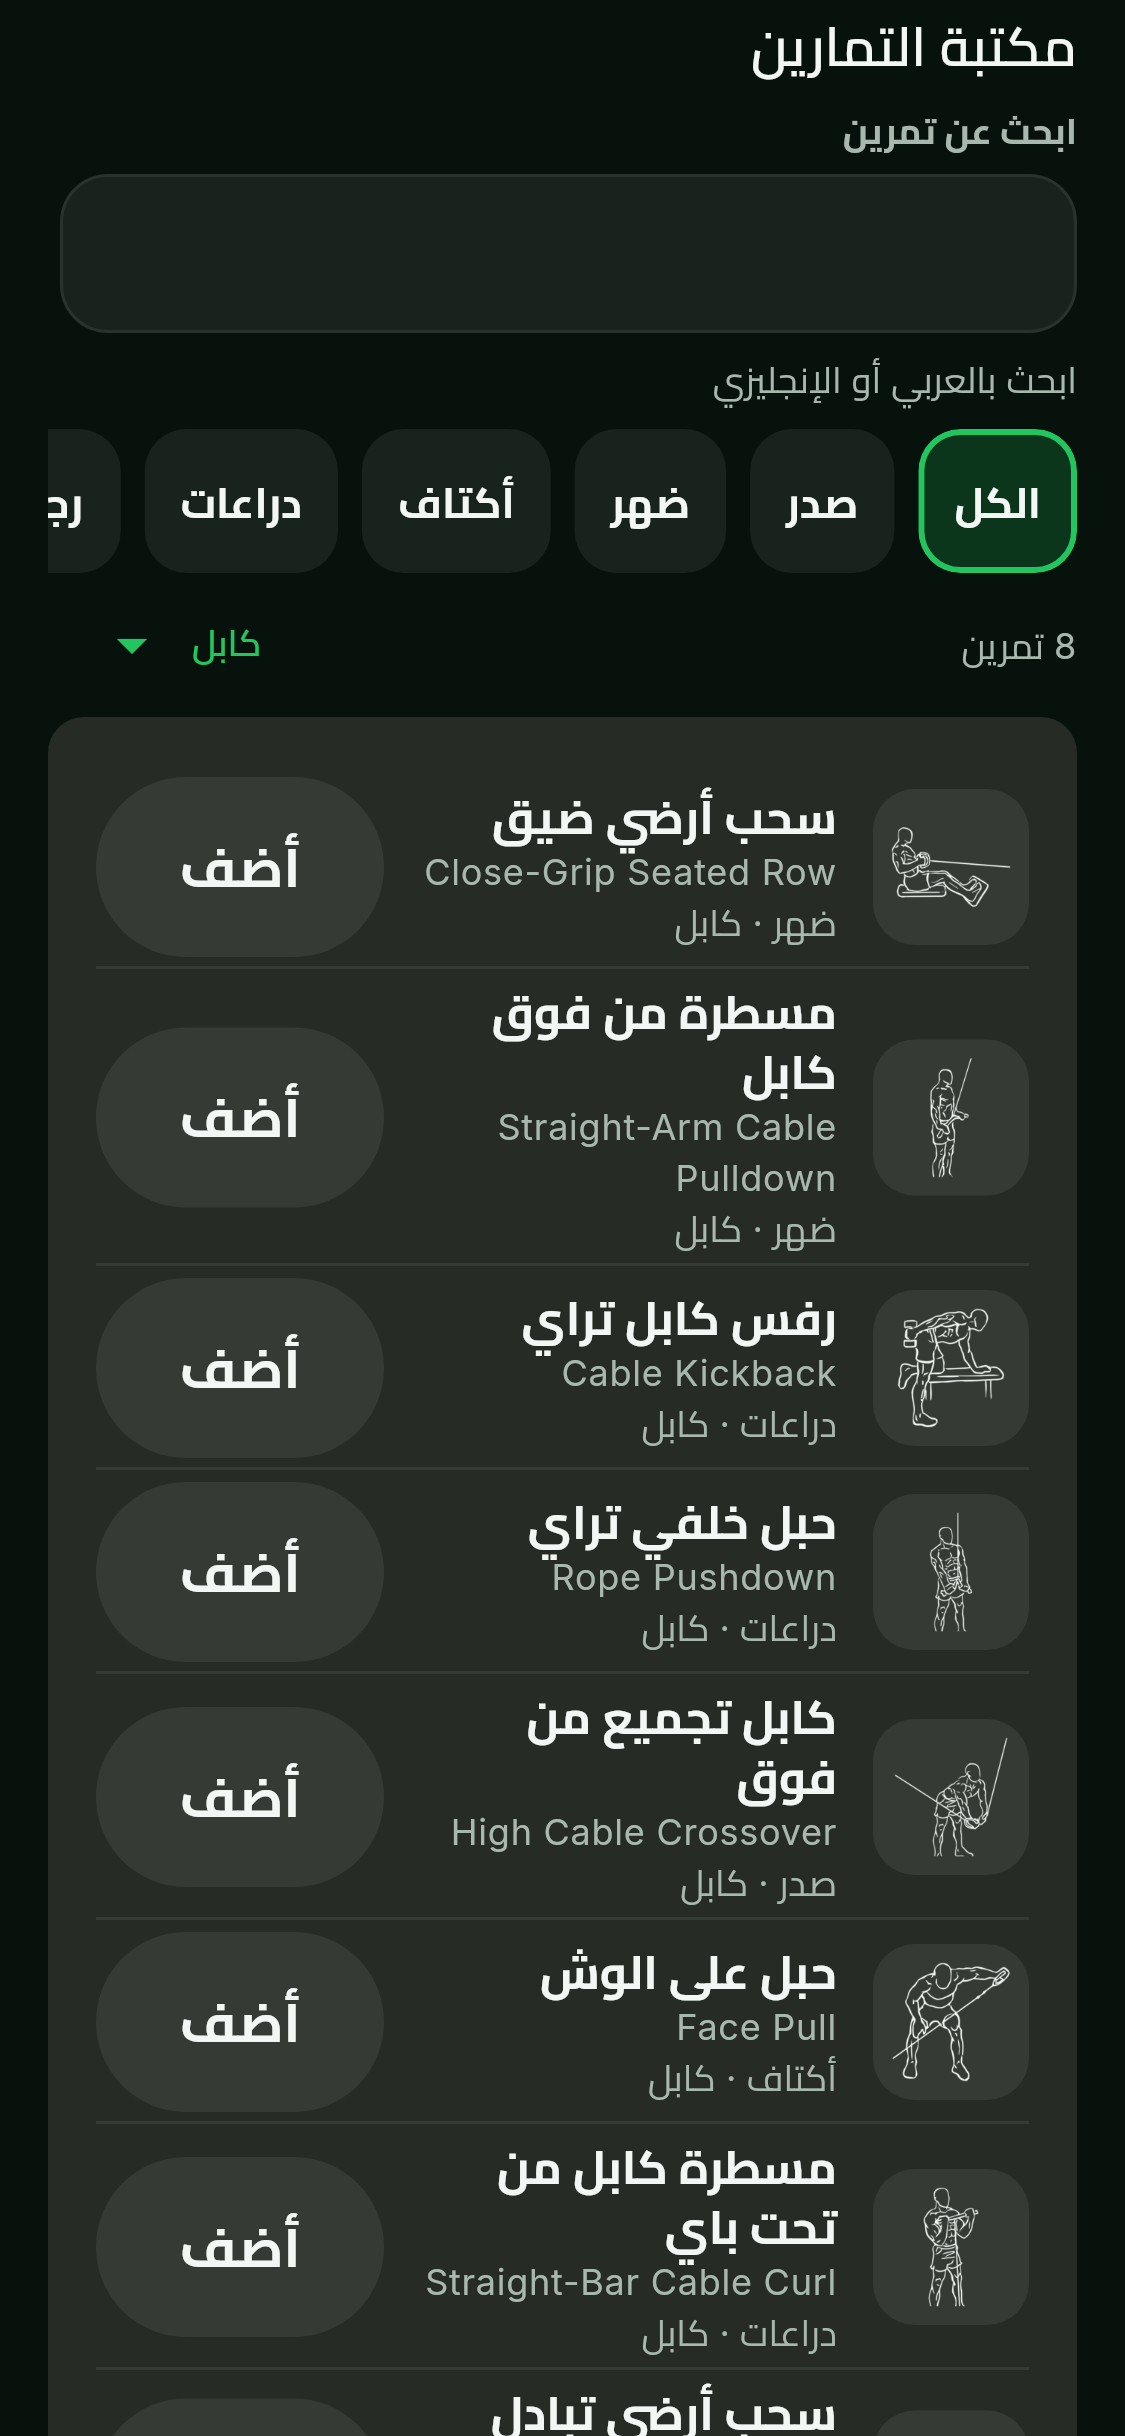 مكتبة التمارين
ابحث عن تمرين
ابحث بالعربي أو الإنجليزي
الكل
صدر
ضهر
أكتاف
دراعات
8 تمرين
كابل
سحب أرضي ضيق
Close-Grip Seated Row
ضهر · كابل
أضف
مسطرة من فوق
كابل
Straight-Arm Cable
Pulldown
ضهر · كابل
أضف
رفس كابل تراي
Cable Kickback
دراعات · كابل
أضف
حبل خلفي تراي
Rope Pushdown
دراعات · كابل
أضف
كابل تجميع من
فوق
High Cable Crossover
صدر · كابل
أضف
حبل على الوش
Face Pull
أكتاف · كابل
أضف
مسطرة كابل من
تحت باي
Straight-Bar Cable Curl
دراعات · كابل
أضف
سحب أرضي تبادل